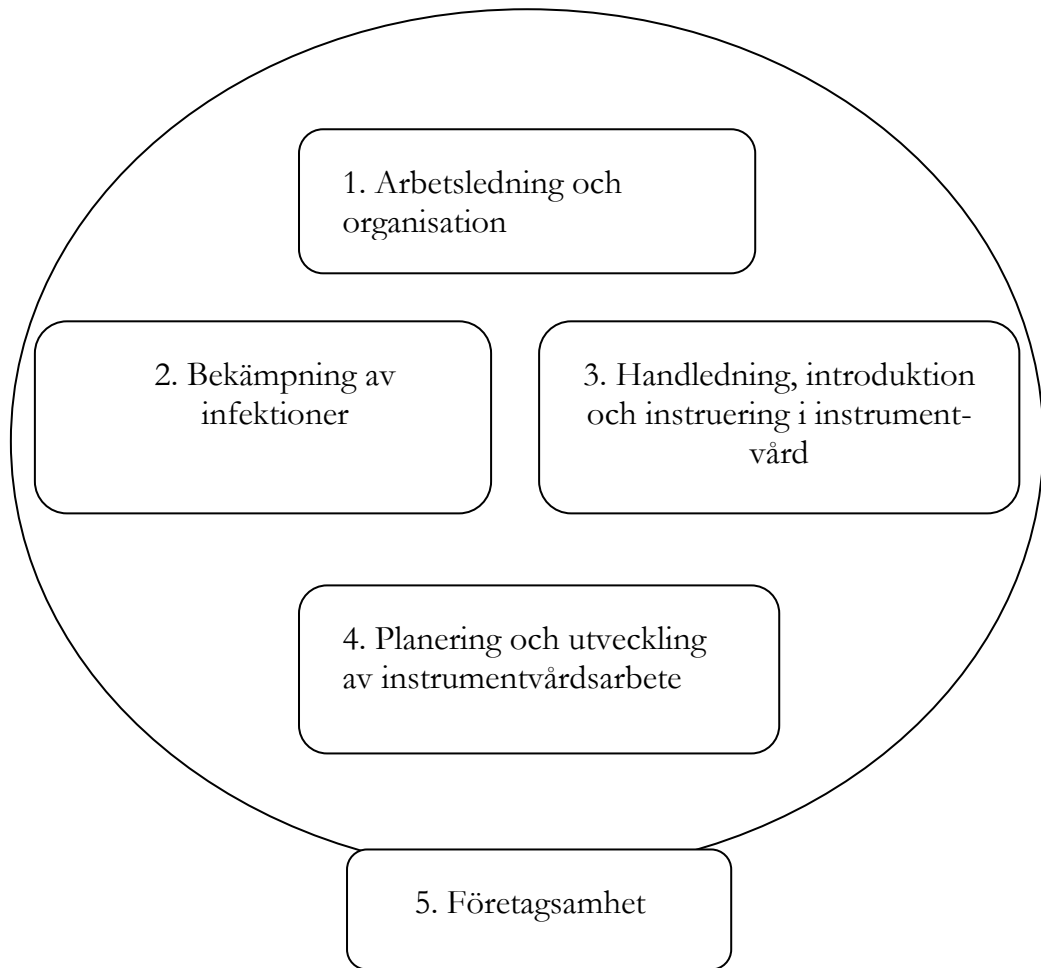 1. Arbetsledning och
organisation
2. Bekämpning av
infektioner
3. Handledning, introduktion
och instruering i instrument-
vård
4. Planering och utveckling
av instrumentvårdsarbete
5. Företagsamhet